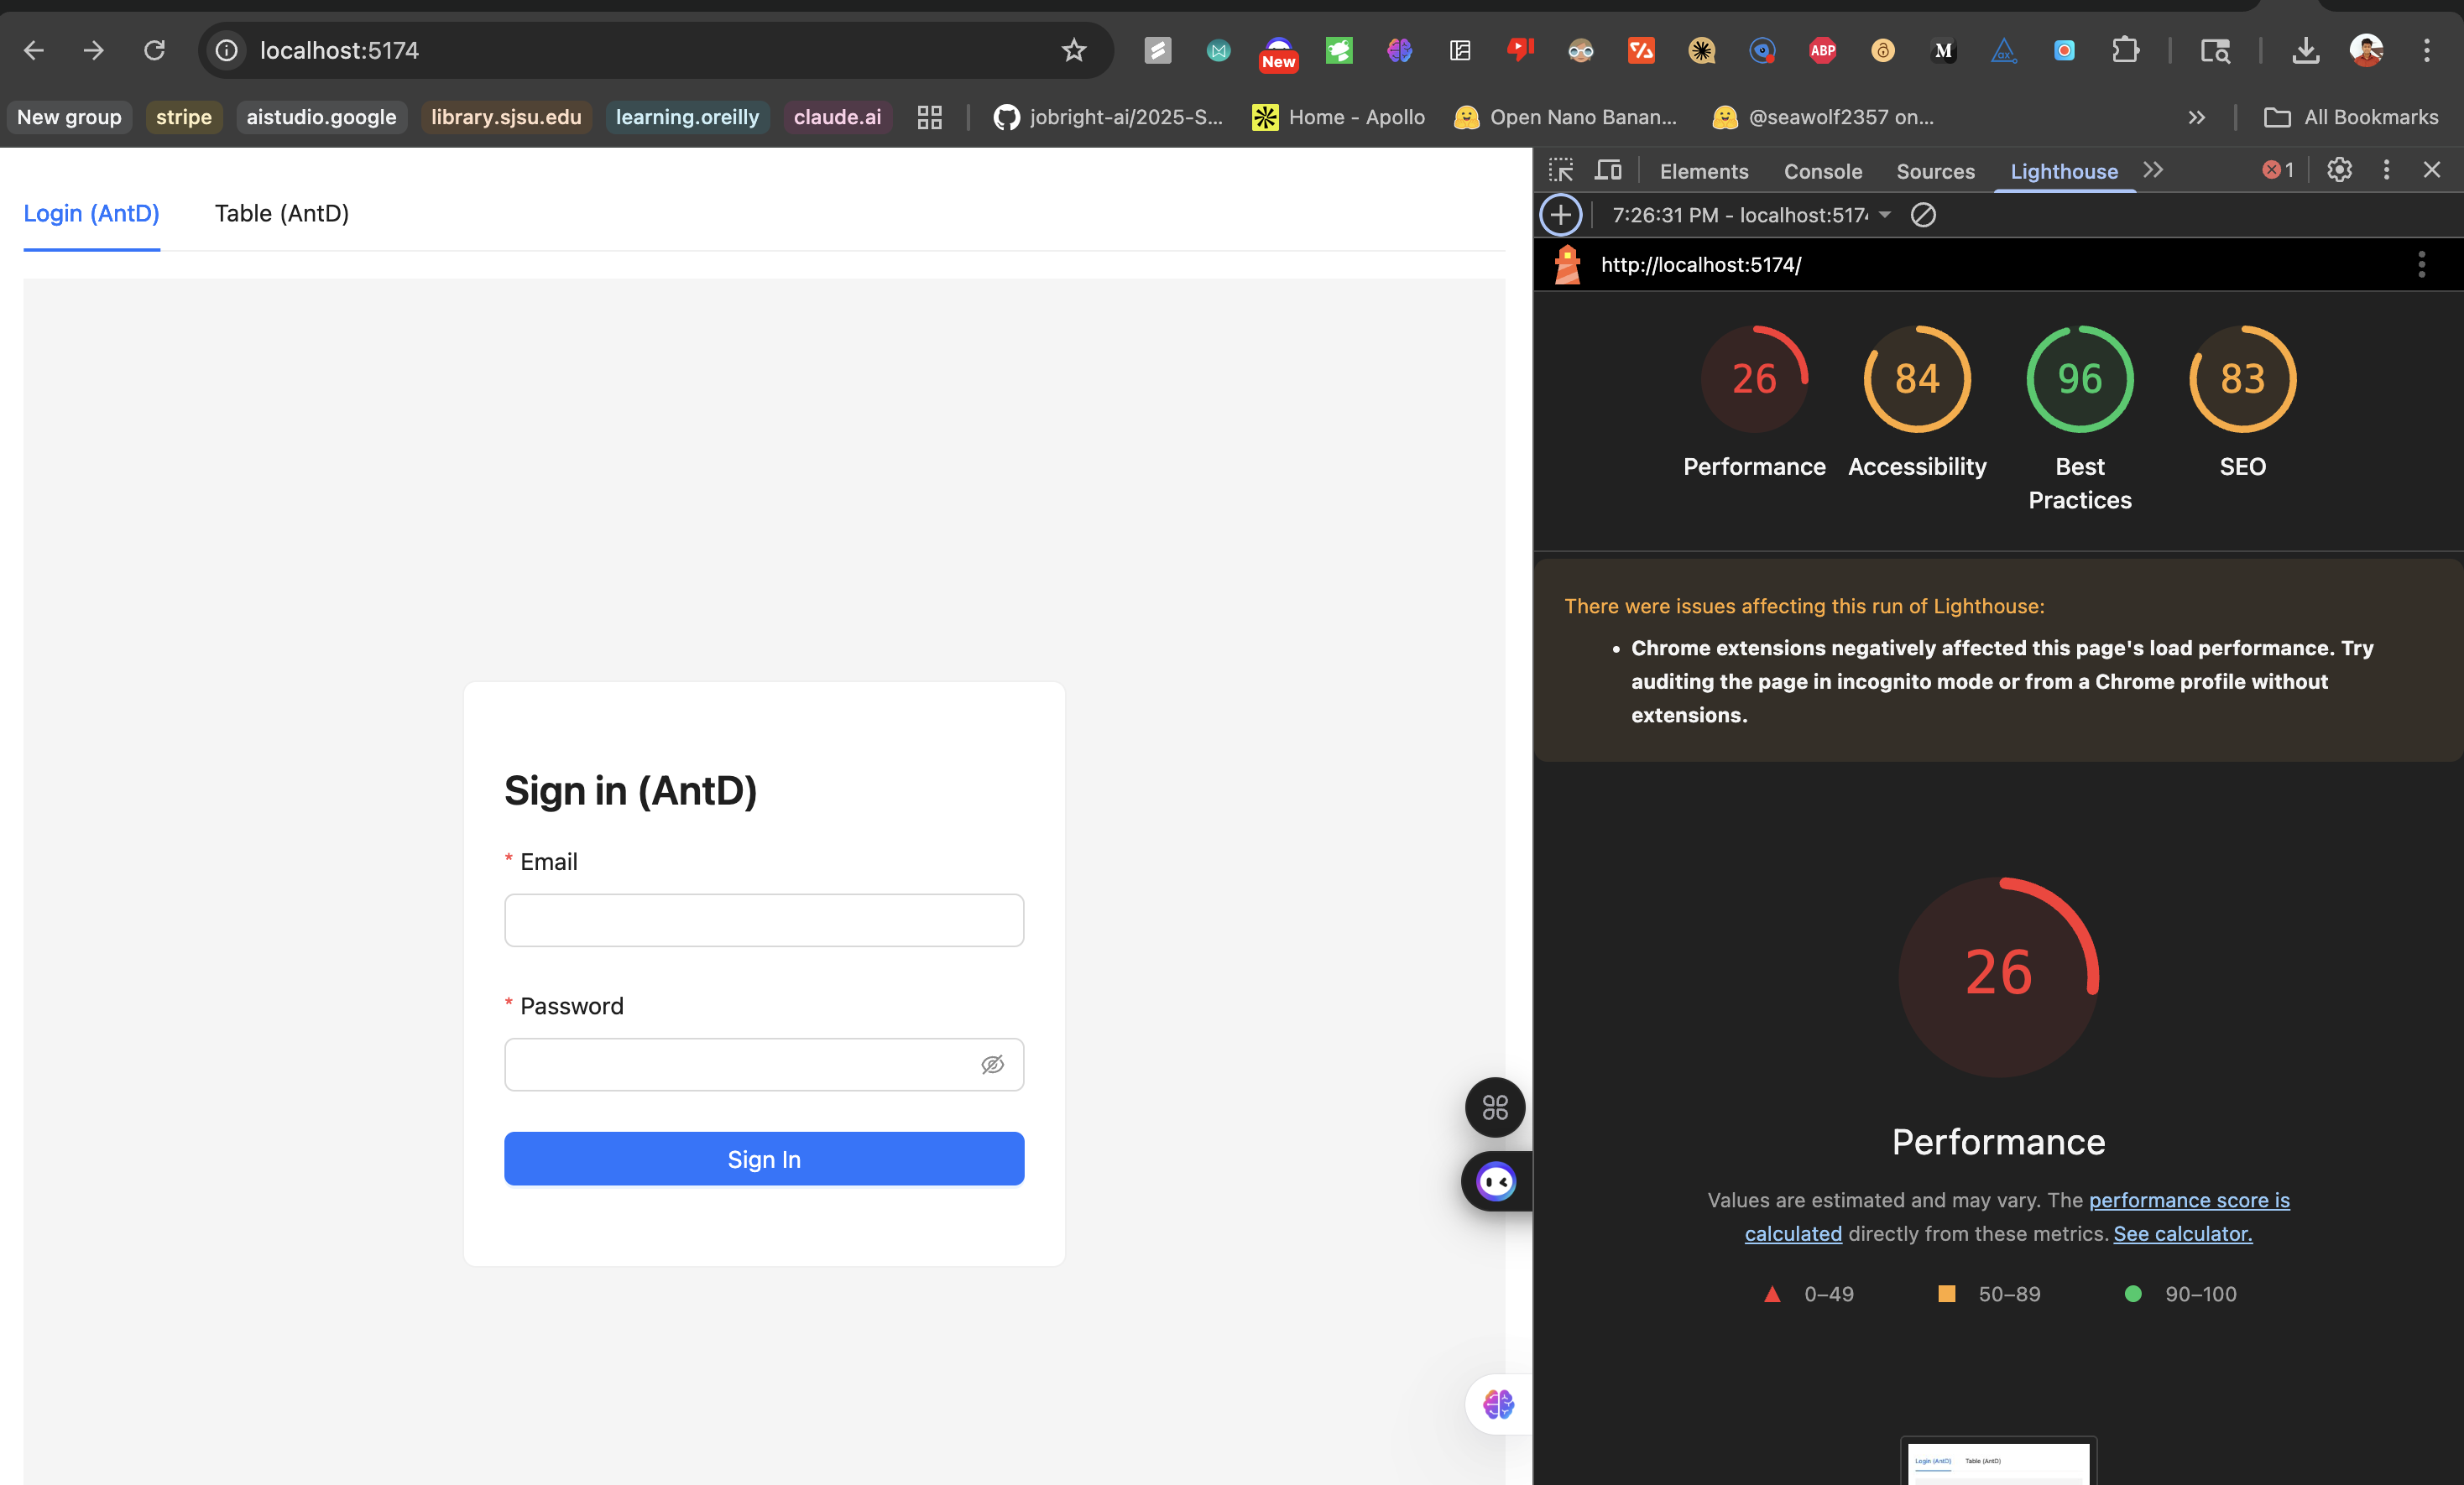 localhost:5174
New
ABP
M
New group
stripe
aistudio.google
library.sjsu.edu
learning.oreilly
claude.ai
jobright-ai/2025-S...
Home - Apollo
Open Nano Banan...
@seawolf2357 on...
All Bookmarks
Login (AntD)
Table (AntD)
Sign in (AntD)
* Email
* Password
Sign In
Elements
Console
Sources
Lighthouse
1
7:26:31 PM - localhost:517
http://localhost:5174/
26
84
96
83
Performance
Accessibility
Best
Practices
SEO
There were issues affecting this run of Lighthouse:
• Chrome extensions negatively affected this page's load performance. Try
auditing the page in incognito mode or from a Chrome profile without
extensions.
26
Performance
Values are estimated and may vary. The performance score is
calculated directly from these metrics. See calculator.
0–49
50–89
90–100
Login (AntD)
Table (AntD)